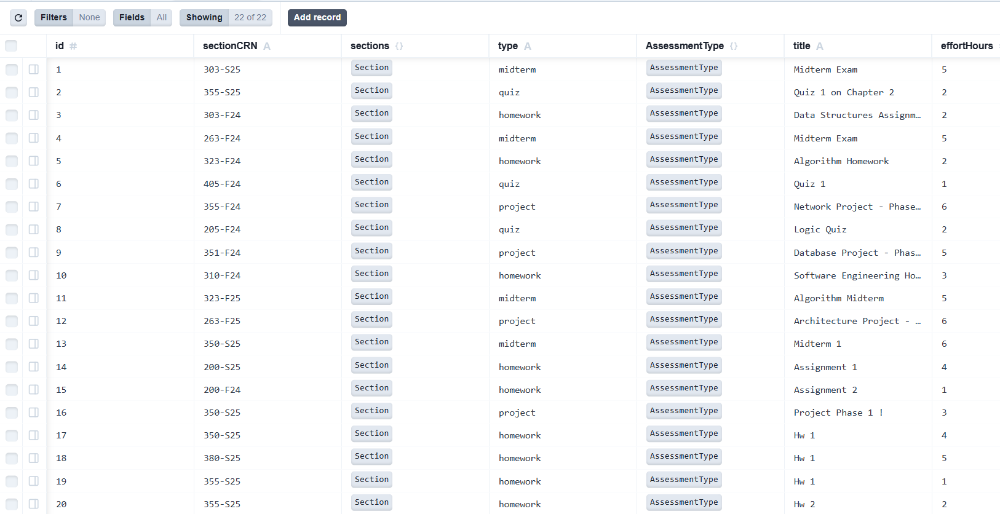 Filters None Fields All Showing 22 of 22 Add record
id # sectionCRN A sections {} type A AssessmentType {} title A effortHours
1 303-S25 Section midterm AssessmentType Midterm Exam 5
2 355-S25 Section quiz AssessmentType Quiz 1 on Chapter 2 2
3 303-F24 Section homework AssessmentType Data Structures Assignm… 2
4 263-F24 Section midterm AssessmentType Midterm Exam 5
5 323-F24 Section homework AssessmentType Algorithm Homework 2
6 405-F24 Section quiz AssessmentType Quiz 1 1
7 355-F24 Section project AssessmentType Network Project - Phase… 6
8 205-F24 Section quiz AssessmentType Logic Quiz 2
9 351-F24 Section project AssessmentType Database Project - Phas… 5
10 310-F24 Section homework AssessmentType Software Engineering Ho… 3
11 323-F25 Section midterm AssessmentType Algorithm Midterm 5
12 263-F25 Section project AssessmentType Architecture Project - … 6
13 350-S25 Section midterm AssessmentType Midterm 1 6
14 200-S25 Section homework AssessmentType Assignment 1 4
15 200-F24 Section homework AssessmentType Assignment 2 1
16 350-S25 Section project AssessmentType Project Phase 1 ! 3
17 350-S25 Section homework AssessmentType Hw 1 4
18 380-S25 Section homework AssessmentType Hw 1 5
19 355-S25 Section homework AssessmentType Hw 1 1
20 355-S25 Section homework AssessmentType Hw 2 2